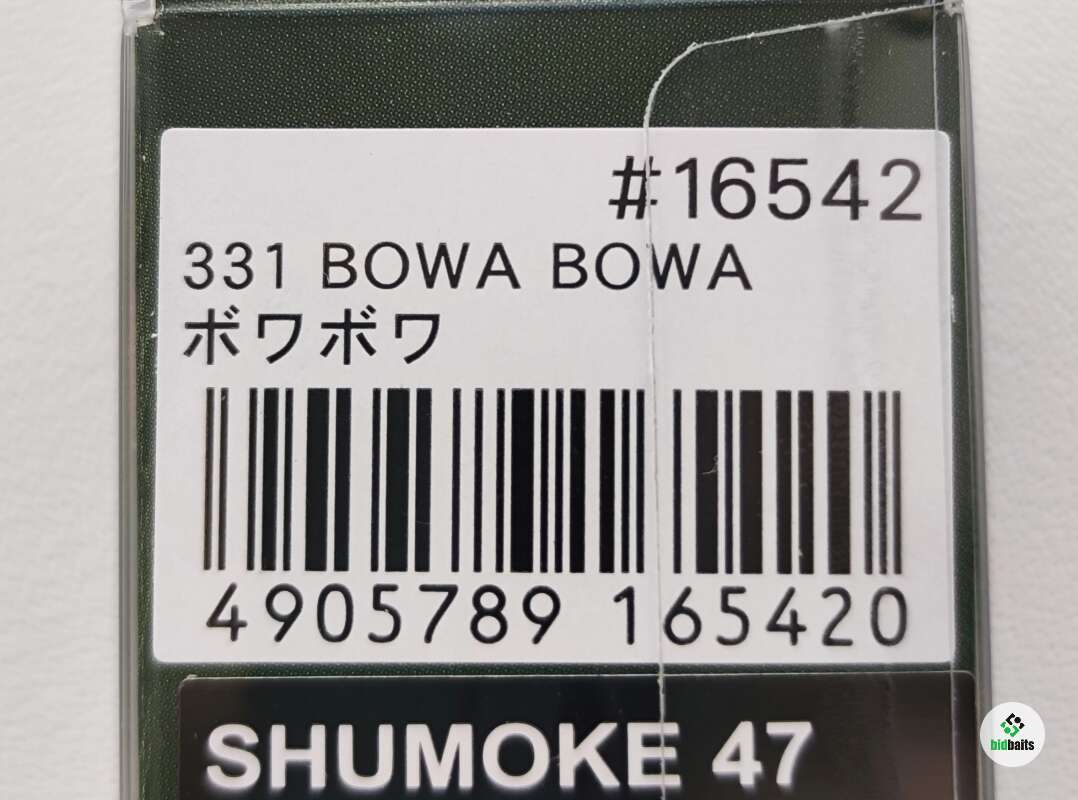 #16542
331 BOWA BOWA
ボワボワ
4905789 165420
SHUMOKE 47
bidbaits